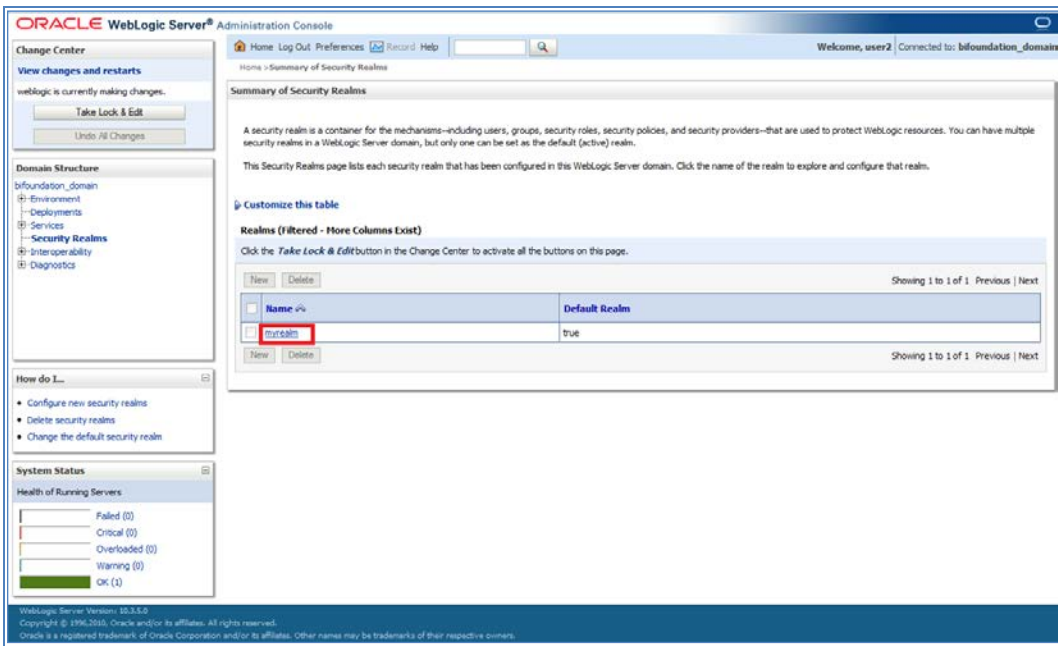 ORACLE WebLogic Server® Administration Console
Change Center
View changes and restarts
weblogic is currently making changes.
Take Lock & Edit
Undo All Changes
Domain Structure
bifoundation_domain
Environment
Deployments
Services
Security Realms
Interoperability
Diagnostics
How do I...
Configure new security realms
Delete security realms
Change the default security realm
System Status
Health of Running Servers
Failed (0)
Critical (0)
Overloaded (0)
Warning (0)
OK (1)
Home Log Out Preferences Record Help
Welcome, user2 Connected to: bifoundation_domain
Home >Summary of Security Realms
Summary of Security Realms
A security realm is a container for the mechanisms--including users, groups, security roles, security policies, and security providers--that are used to protect WebLogic resources. You can have multiple
security realms in a WebLogic Server domain, but only one can be set as the default (active) realm.
This Security Realms page lists each security realm that has been configured in this WebLogic Server domain. Click the name of the realm to explore and configure that realm.
Customize this table
Realms (Filtered - More Columns Exist)
Click the Take Lock & Edit button in the Change Center to activate all the buttons on this page.
New Delete Showing 1 to 1 of 1 Previous | Next
Name Default Realm
myrealm true
New Delete Showing 1 to 1 of 1 Previous | Next
WebLogic Server Version: 10.3.5.0
Copyright © 1996,2010, Oracle and/or its affiliates. All rights reserved.
Oracle is a registered trademark of Oracle Corporation and/or its affiliates. Other names may be trademarks of their respective owners.